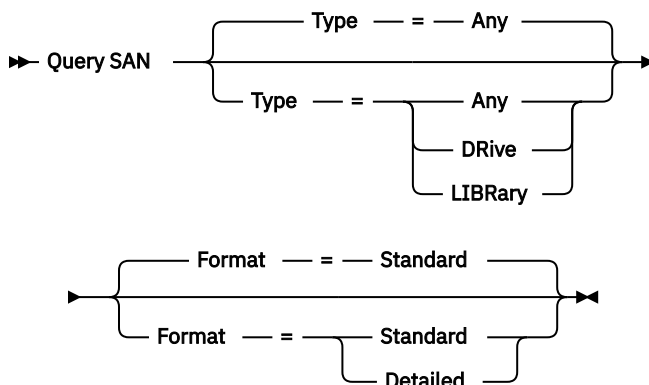 Type = Any
Query SAN
Type = Any
DRive
LIBRary
Format = Standard
Format = Standard
Detailed